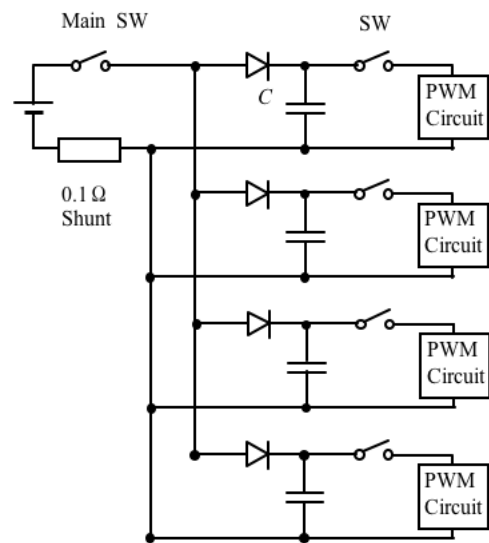 Main SW
SW
C
PWM
Circuit
0.1 Ω
Shunt
PWM
Circuit
PWM
Circuit
PWM
Circuit